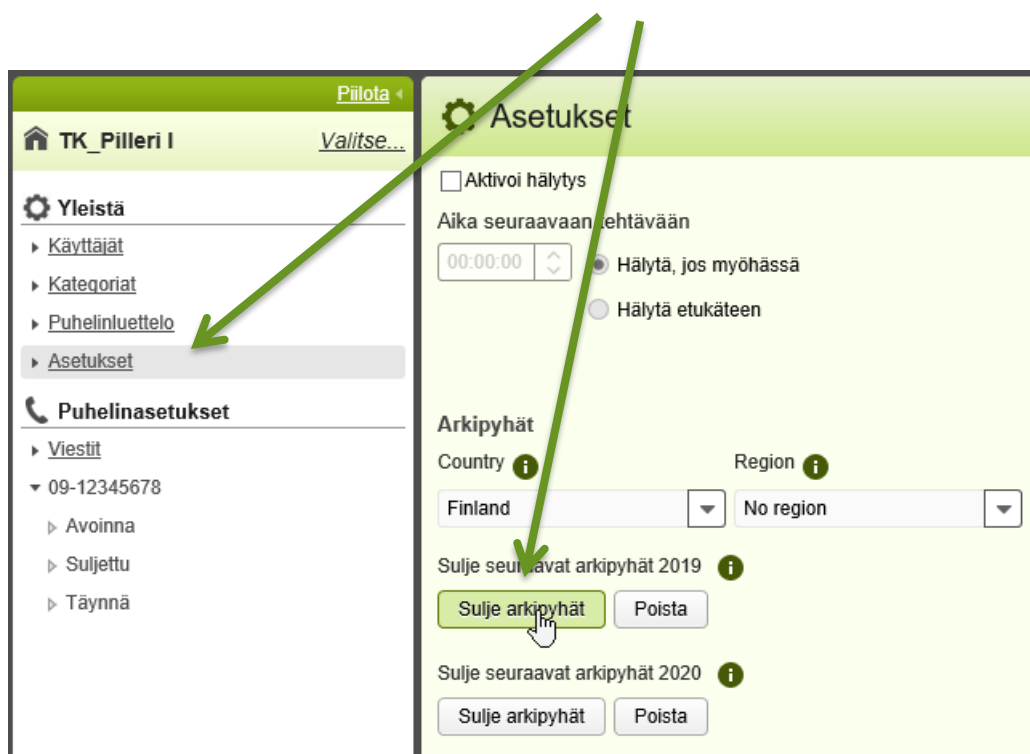 Piilota
TK_Pilleri I Valitse...
Yleistä
Käyttäjät
Kategoriat
Puhelinluettelo
Asetukset
Puhelinasetukset
Viestit
09-12345678
Avoinna
Suljettu
Täynnä
Asetukset
Aktivoi hälytys
Aika seuraavaan tehtävään
00:00:00
Hälytä, jos myöhässä
Hälytä etukäteen
Arkipyhät
Country Region
Finland No region
Sulje seuraavat arkipyhät 2019
Sulje arkipyhät Poista
Sulje seuraavat arkipyhät 2020
Sulje arkipyhät Poista